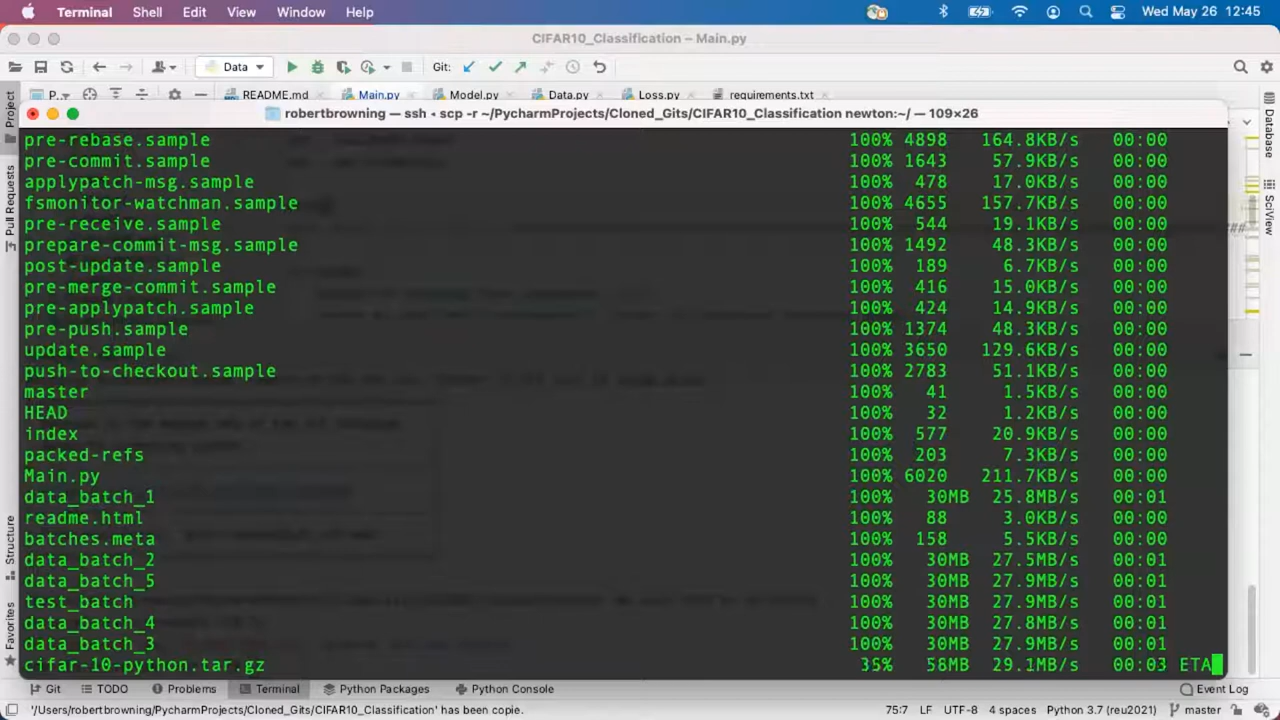 Terminal Shell Edit View Window Help Wed May 26 12:45
CIFAR10_Classification – Main.py
Data Git:
Project P.. README.md Main.py Model.py Data.py Loss.py requirements.txt
robertbrowning — ssh ◂ scp -r ~/PycharmProjects/Cloned_Gits/CIFAR10_Classification newton:~/ — 109×26
pre-rebase.sample 100% 4898 164.8KB/s 00:00
pre-commit.sample 100% 1643 57.9KB/s 00:00
applypatch-msg.sample 100% 478 17.0KB/s 00:00
fsmonitor-watchman.sample 100% 4655 157.7KB/s 00:00
pre-receive.sample 100% 544 19.1KB/s 00:00
prepare-commit-msg.sample 100% 1492 48.3KB/s 00:00
post-update.sample 100% 189 6.7KB/s 00:00
pre-merge-commit.sample 100% 416 15.0KB/s 00:00
pre-applypatch.sample 100% 424 14.9KB/s 00:00
pre-push.sample 100% 1374 48.3KB/s 00:00
update.sample 100% 3650 129.6KB/s 00:00
push-to-checkout.sample 100% 2783 51.1KB/s 00:00
master 100% 41 1.5KB/s 00:00
HEAD 100% 32 1.2KB/s 00:00
index 100% 577 20.9KB/s 00:00
packed-refs 100% 203 7.3KB/s 00:00
Main.py 100% 6020 211.7KB/s 00:00
data_batch_1 100% 30MB 25.8MB/s 00:01
readme.html 100% 88 3.0KB/s 00:00
batches.meta 100% 158 5.5KB/s 00:00
data_batch_2 100% 30MB 27.5MB/s 00:01
data_batch_5 100% 30MB 27.9MB/s 00:01
test_batch 100% 30MB 27.9MB/s 00:01
data_batch_4 100% 30MB 27.8MB/s 00:01
data_batch_3 100% 30MB 27.9MB/s 00:01
cifar-10-python.tar.gz 35% 56MB 29.1MB/s 00:03 ETA
Pull Requests
Structure
Favorites
Database
SciView
##
Git TODO Problems Terminal Python Packages Python Console Event Log
'/Users/robertbrowning/PycharmProjects/Cloned_Gits/CIFAR10_Classification' has been copie. 75:7 LF UTF-8 4 spaces Python 3.7 (reu2021) master